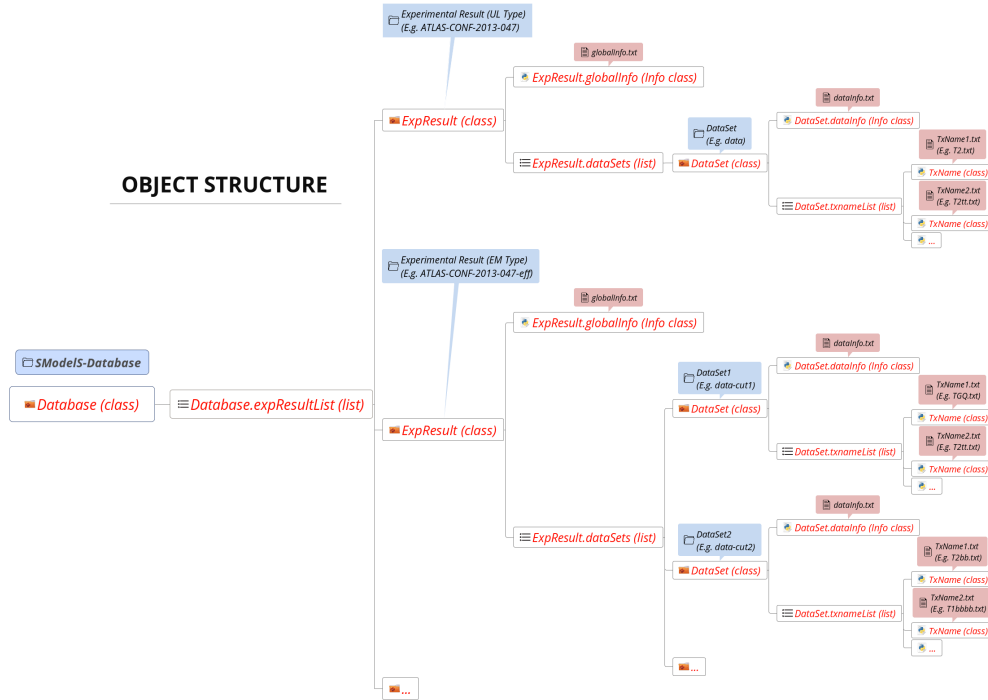 Experimental Result (UL Type)
(E.g. ATLAS-CONF-2013-047)
globalInfo.txt
ExpResult.globalInfo (Info class)
dataInfo.txt
ExpResult (class)
DataSet.dataInfo (Info class)
DataSet
(E.g. data)
TxName1.txt
(E.g. T2.txt)
ExpResult.dataSets (list)
DataSet (class)
TxName (class)
OBJECT STRUCTURE
TxName2.txt
(E.g. T2tt.txt)
DataSet.txnameList (list)
TxName (class)
...
Experimental Result (EM Type)
(E.g. ATLAS-CONF-2013-047-eff)
globalInfo.txt
ExpResult.globalInfo (Info class)
dataInfo.txt
SModelS-Database
DataSet.dataInfo (Info class)
DataSet1
(E.g. data-cut1)
TxName1.txt
(E.g. TGQ.txt)
Database (class)
Database.expResultList (list)
DataSet (class)
TxName (class)
ExpResult (class)
TxName2.txt
(E.g. T2tt.txt)
DataSet.txnameList (list)
TxName (class)
...
dataInfo.txt
DataSet.dataInfo (Info class)
ExpResult.dataSets (list)
DataSet2
(E.g. data-cut2)
TxName1.txt
(E.g. T2bb.txt)
DataSet (class)
TxName (class)
TxName2.txt
(E.g. T1bbbb.txt)
DataSet.txnameList (list)
TxName (class)
...
...
...